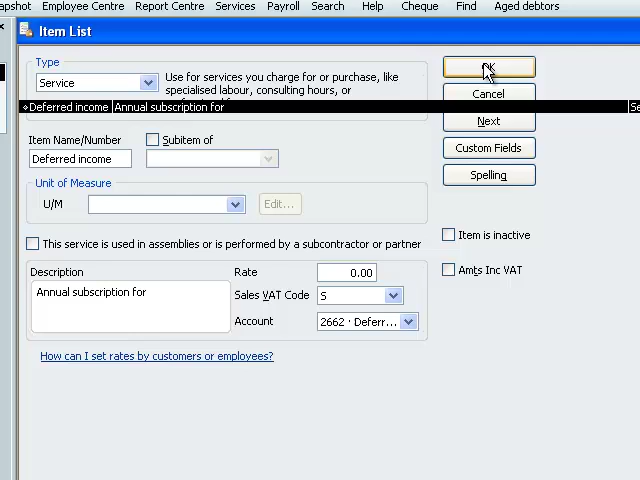 apshot Employee Centre Report Centre Services Payroll Search Help Cheque Find Aged debtors
Item List
Type
Service
Use for services you charge for or purchase, like
specialised labour, consulting hours, or
Deferred income Annual subscription for Se
OK
Cancel
Next
Custom Fields
Spelling
Item Name/Number
Subitem of
Deferred income
Unit of Measure
U/M
Edit...
Item is inactive
This service is used in assemblies or is performed by a subcontractor or partner
Amts Inc VAT
Description
Rate
0.00
Annual subscription for
Sales VAT Code
S
Account
2662 · Deferr...
How can I set rates by customers or employees?